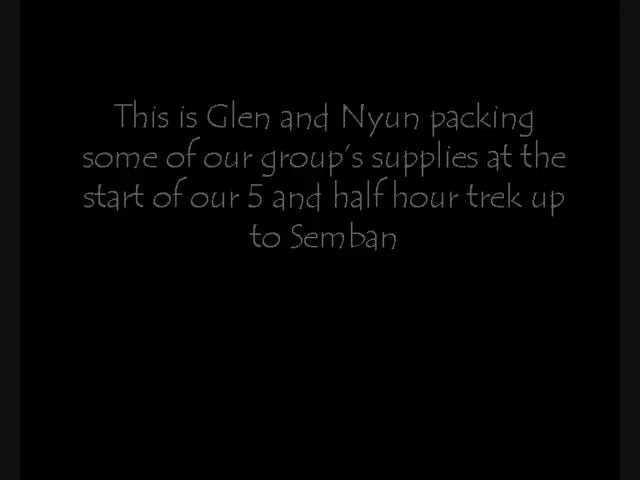 This is Glen and Nyun packing
some of our group's supplies at the
start of our 5 and half hour trek up
to Semban